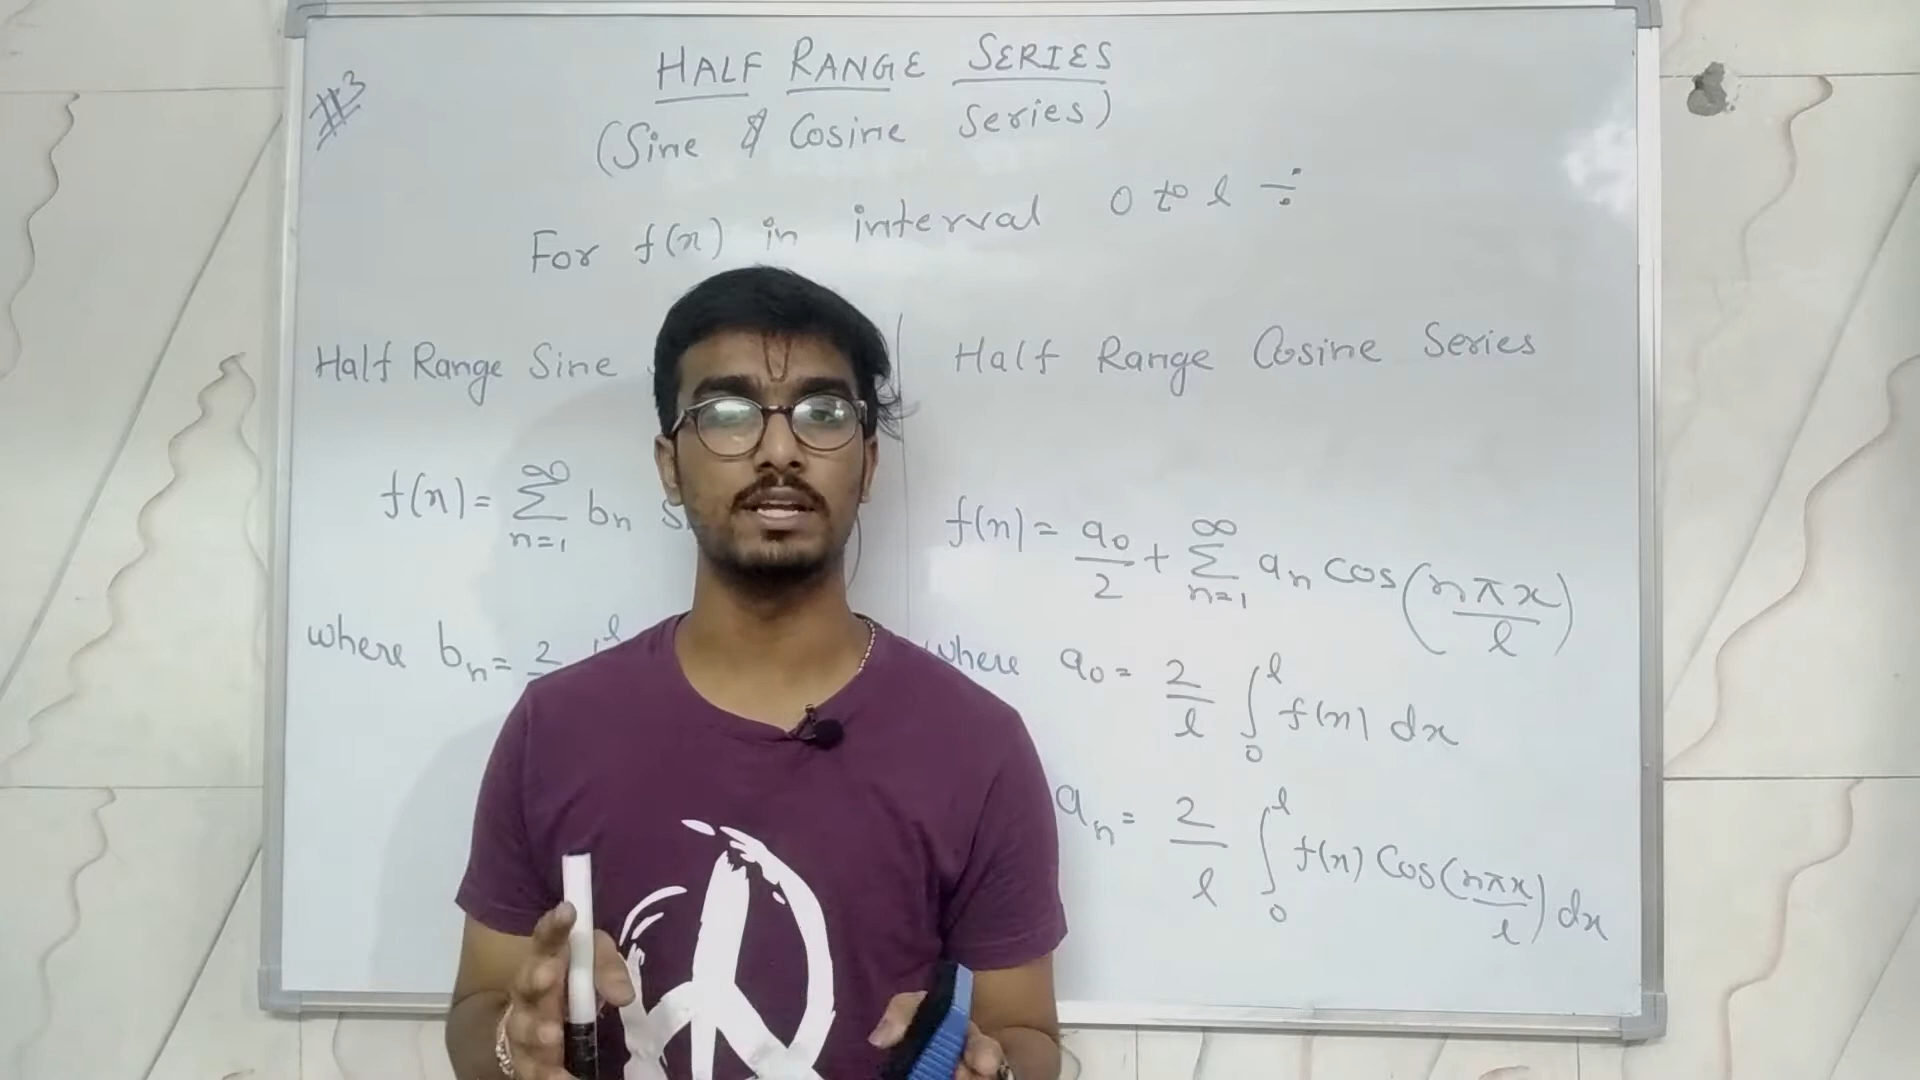 #3
HALF RANGE SERIES
(Sine & Cosine Series)
For f(x) in interval 0 to l ÷
Half Range Sine
f(x) = ∑_{n=1}^{∞} b_n
where b_n = 2 l
Half Range Cosine Series
f(x) = a_0/2 + ∑_{n=1}^{∞} a_n cos(nπx/l)
where a_0 = 2/l ∫_0^l f(x) dx
a_n = 2/l ∫_0^l f(x) Cos(nπx/l) dx